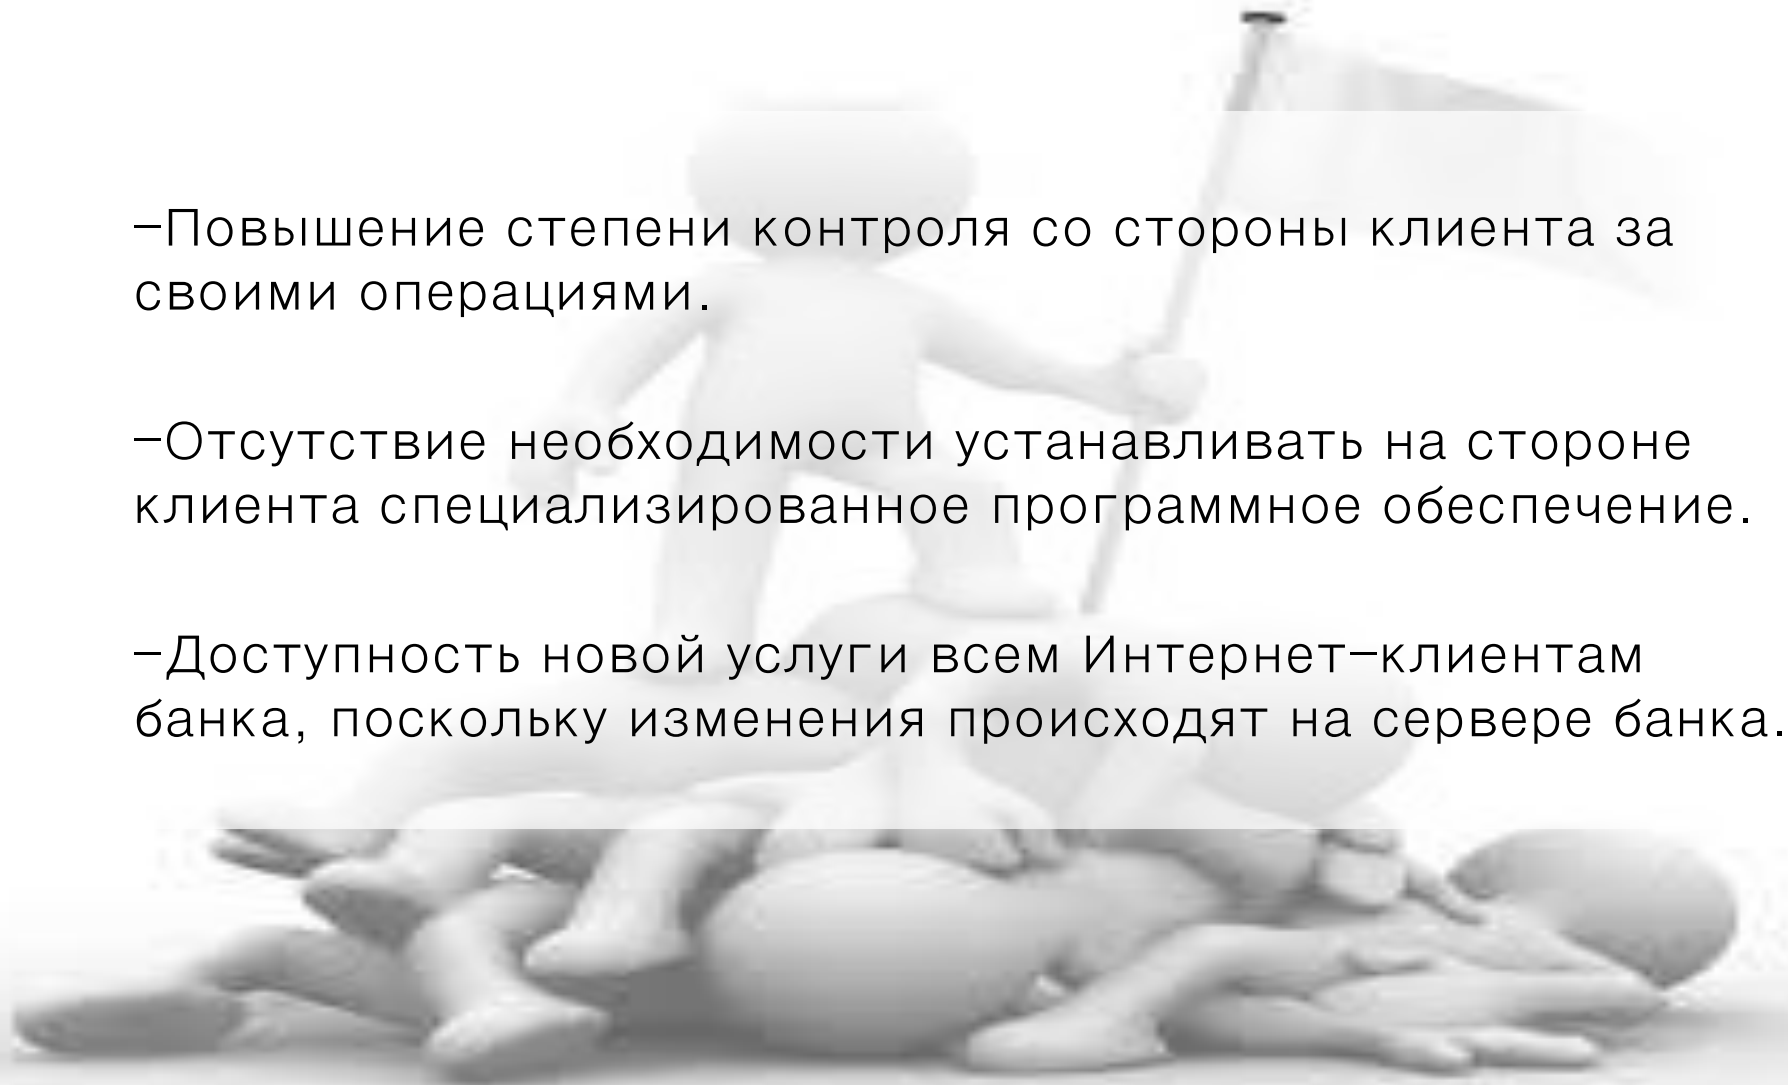 –Повышение степени контроля со стороны клиента за
своими операциями.
–Отсутствие необходимости устанавливать на стороне
клиента специализированное программное обеспечение.
–Доступность новой услуги всем Интернет–клиентам
банка, поскольку изменения происходят на сервере банка.